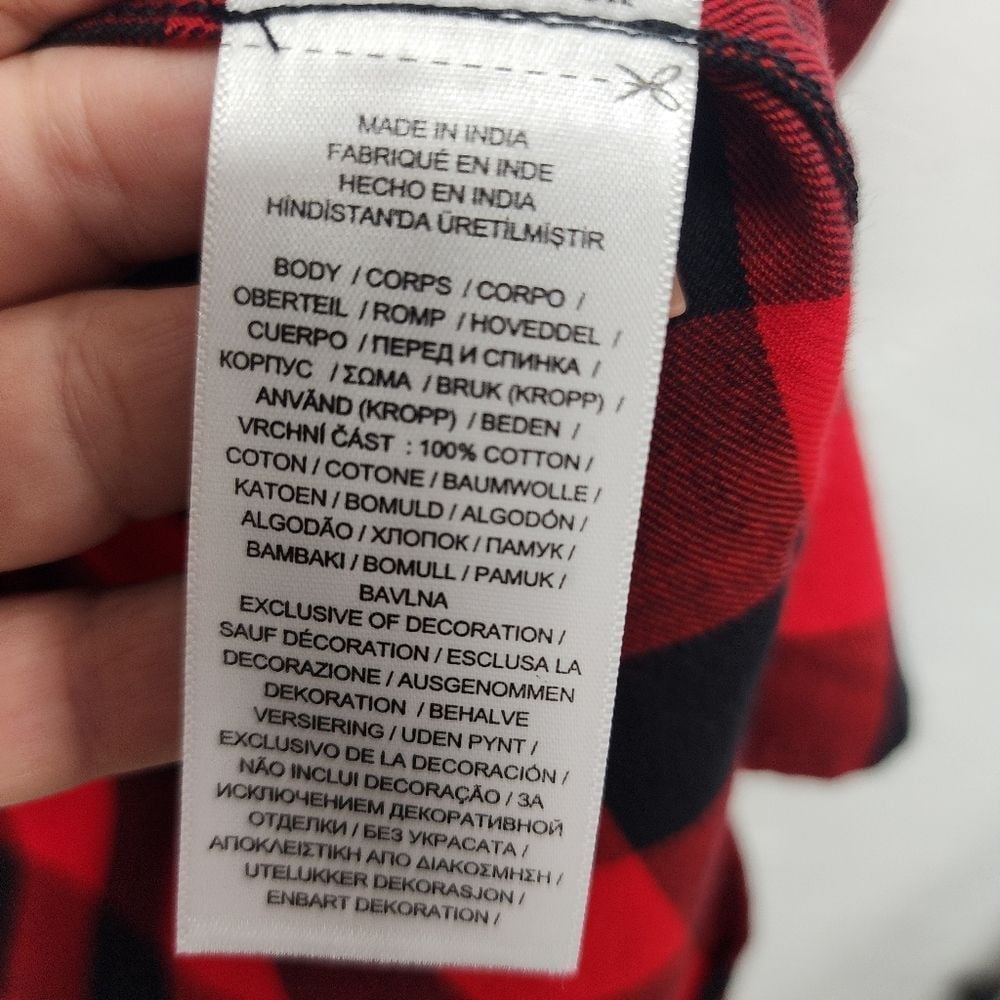 MADE IN INDIA
FABRIQUÉ EN INDE
HECHO EN INDIA
HİNDİSTAN'DA ÜRETİLMİŞTİR
BODY / CORPS / CORPO /
OBERTEIL / ROMP / HOVEDDEL /
CUERPO / ПЕРЕД И СПИНКА /
КОРПУС / ΣΩΜΑ / BRUK (KROPP) /
ANVÃND (KROPP) / BEDEN /
VRCHNÍ ČÁST : 100% COTTON /
COTON / COTONE / BAUMWOLLE /
KATOEN / BOMULD / ALGODÓN /
ALGODÃO / ХЛОПОК / ПАМУК /
BAMBAKI / BOMULL / PAMUK /
BAVLNA
EXCLUSIVE OF DECORATION /
SAUF DÉCORATION / ESCLUSA LA
DECORAZIONE / AUSGENOMMEN
DEKORATION / BEHALVE
VERSIERING / UDEN PYNT /
EXCLUSIVO DE LA DECORACIÓN /
NÃO INCLUI DECORAÇÃO / ЗА
ИСКЛЮЧЕНИЕМ ДЕКОРАТИВНОЙ
ОТДЕЛКИ / БЕЗ УКРАСАТА /
ΑΠΟΚΛΕΙΣΤΙΚΗ ΑΠΟ ΔΙΑΚΟΣΜΗΣΗ /
UTELUKKER DEKORASJON /
ENBART DEKORATION /